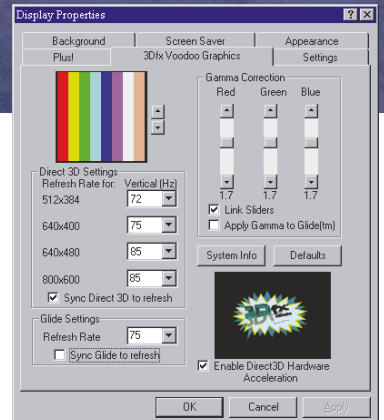 Display Properties
Background
Screen Saver
Appearance
Plus!
3Dfx Voodoo Graphics
Settings
Gamma Correction
Red
Green
Blue
1.7
1.7
1.7
Link Sliders
Apply Gamma to Glide(tm)
Direct 3D Settings
Refresh Rate for:
Vertical (Hz)
512x384
72
640x400
75
640x480
85
800x600
85
Sync Direct 3D to refresh
System Info
Defaults
Glide Settings
Refresh Rate
75
Sync Glide to refresh
3Dfx
Enable Direct3D Hardware
Acceleration
OK
Cancel
Apply